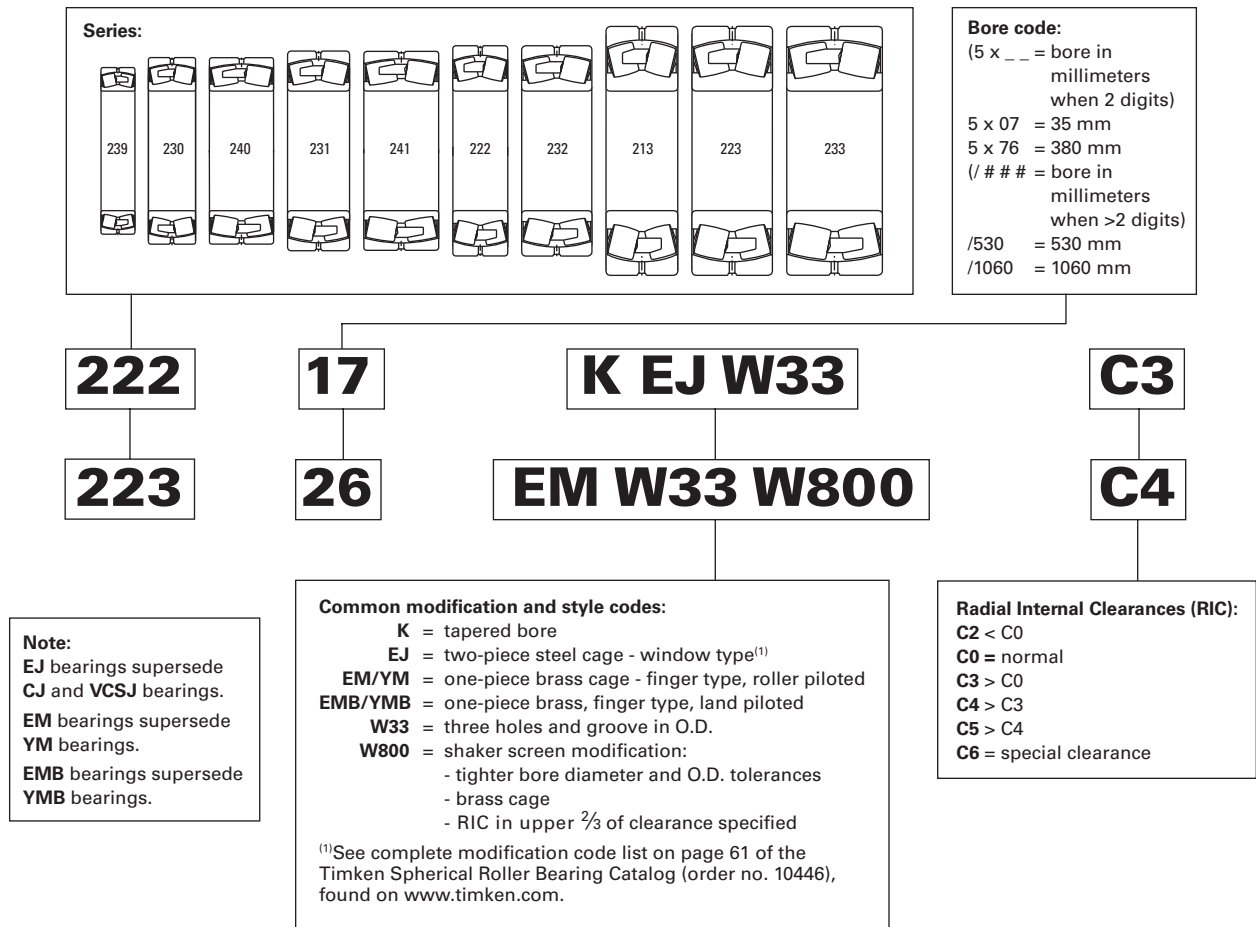 Series:
239
230
240
231
241
222
232
213
223
233
Bore code:
(5 x _ _ = bore in
millimeters
when 2 digits)
5 x 07 = 35 mm
5 x 76 = 380 mm
(/ # # # = bore in
millimeters
when >2 digits)
/530 = 530 mm
/1060 = 1060 mm
222
17
K EJ W33
C3
223
26
EM W33 W800
C4
Note:
EJ bearings supersede
CJ and VCSJ bearings.
EM bearings supersede
YM bearings.
EMB bearings supersede
YMB bearings.
Common modification and style codes:
K = tapered bore
EJ = two-piece steel cage - window type(1)
EM/YM = one-piece brass cage - finger type, roller piloted
EMB/YMB = one-piece brass, finger type, land piloted
W33 = three holes and groove in O.D.
W800 = shaker screen modification:
- tighter bore diameter and O.D. tolerances
- brass cage
- RIC in upper 2/3 of clearance specified
(1)See complete modification code list on page 61 of the
Timken Spherical Roller Bearing Catalog (order no. 10446),
found on www.timken.com.
Radial Internal Clearances (RIC):
C2 < C0
C0 = normal
C3 > C0
C4 > C3
C5 > C4
C6 = special clearance